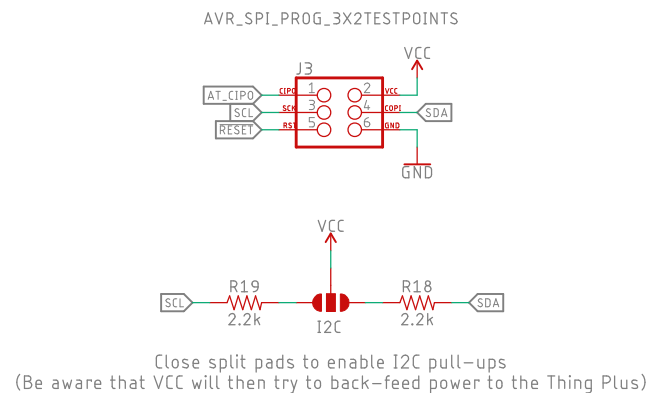 AVR_SPI_PROG_3X2TESTPOINTS
VCC
J3
AT_CIPO CIPO 1 2 VCC
SCL SCK 3 4 COPI SDA
RESET RST 5 6 GND
GND
VCC
R19 R18
SCL SDA
2.2k I2C 2.2k
Close split pads to enable I2C pull-ups
(Be aware that VCC will then try to back-feed power to the Thing Plus)